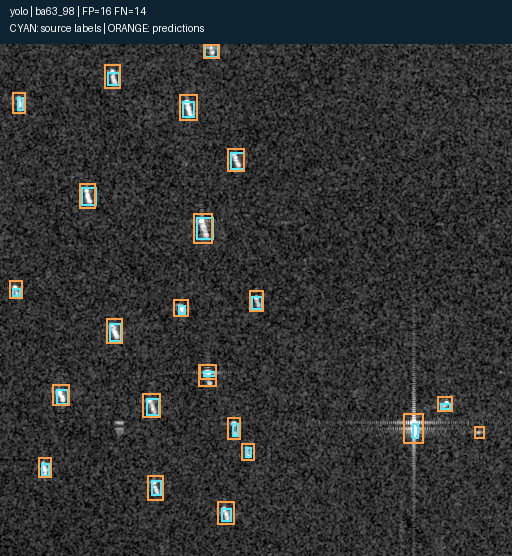 yolo | ba63_98 | FP=16 FN=14
CYAN: source labels | ORANGE: predictions